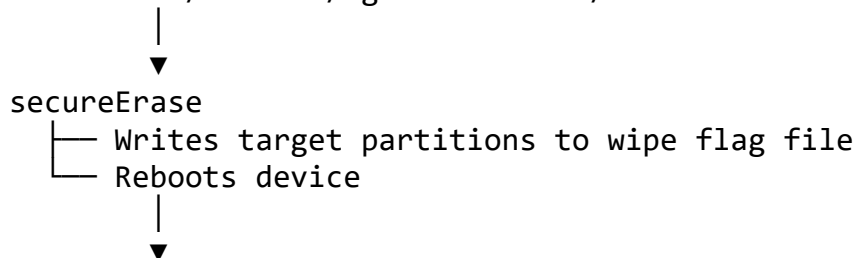 secureErase
├── Writes target partitions to wipe flag file
└── Reboots device